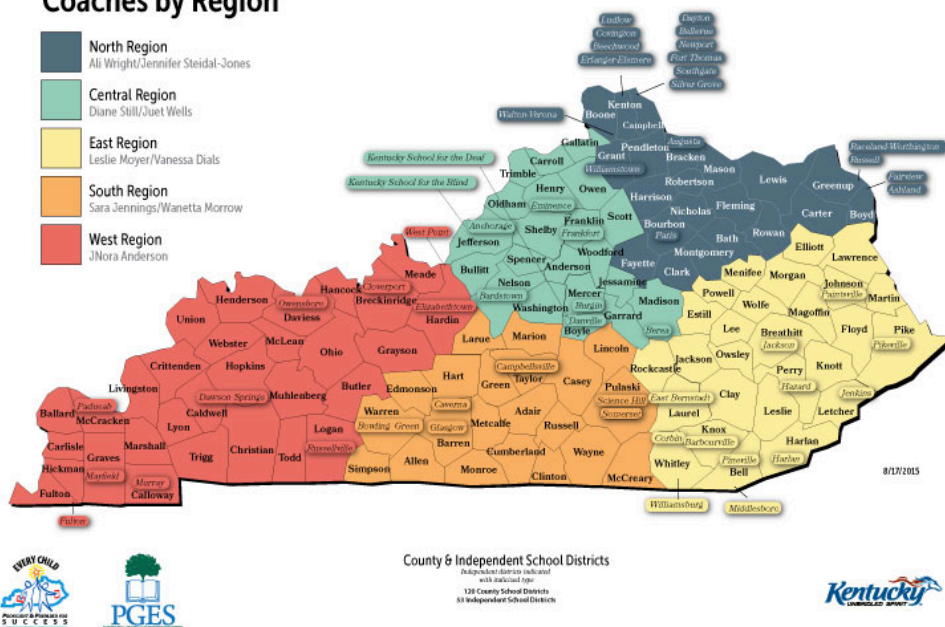 Coaches by Region
North Region
Ali Wright/Jennifer Steidal-Jones
Central Region
Diane Still/Juet Wells
East Region
Leslie Moyer/Vanessa Dials
South Region
Sara Jennings/Wanetta Morrow
West Region
JNora Anderson
Ludlow
Covington
Beechwood
Erlanger-Elsmere
Dayton
Bellevue
Newport
Fort Thomas
Southgate
Silver Grove
Walton-Verona
Kenton
Boone
Campbell
Gallatin
Pendleton
Augusta
Grant
Bracken
Williamstown
Mason
Robertson
Lewis
Raceland-Worthington
Russell
Fairview
Ashland
Greenup
Harrison
Nicholas
Fleming
Carter
Boyd
Bourbon
Paris
Bath
Rowan
Montgomery
Fayette
Clark
Kentucky School for the Deaf
Kentucky School for the Blind
Carroll
Trimble
Henry
Owen
Oldham
Eminence
Franklin
Scott
Anchorage
Shelby
Frankfort
Jefferson
Woodford
Spencer
Anderson
Bullitt
Jessamine
Nelson
Mercer
Madison
Bardstown
Washington
Burgin
Garrard
Danville
Boyle
Berea
Elliott
Lawrence
Menifee
Morgan
Johnson
Paintsville
Martin
Powell
Wolfe
Magoffin
Estill
Lee
Breathitt
Floyd
Pike
Jackson
Pikeville
Jackson
Owsley
Rockcastle
Perry
Knott
Hazard
Jenkins
East Bernstadt
Clay
Laurel
Leslie
Letcher
Knox
Corbin
Barbourville
Harlan
Whitley
Pineville
Harlan
Bell
Williamsburg
Middlesboro
West Point
Meade
Hancock
Cloverport
Breckinridge
Henderson
Owensboro
Daviess
Elizabethtown
Hardin
Union
Webster
McLean
Ohio
Grayson
Crittenden
Hopkins
Livingston
Butler
Dawson Springs
Muhlenberg
Ballard
Paducah
McCracken
Caldwell
Lyon
Logan
Carlisle
Marshall
Russellville
Graves
Trigg
Christian
Todd
Hickman
Mayfield
Murray
Fulton
Calloway
Fulton
Larue
Marion
Lincoln
Hart
Campbellsville
Taylor
Casey
Green
Pulaski
Edmonson
Science Hill
Somerset
Warren
Caverna
Adair
Bowling Green
Glasgow
Metcalfe
Russell
Barren
Cumberland
Wayne
Simpson
Allen
Monroe
Clinton
McCreary
8/17/2015
EVERY CHILD
PROFICIENT & PREPARED FOR
SUCCESS
PGES
County & Independent School Districts
Independent districts indicated
with italicized type
120 County School Districts
53 Independent School Districts
Kentucky
UNBRIDLED SPIRIT